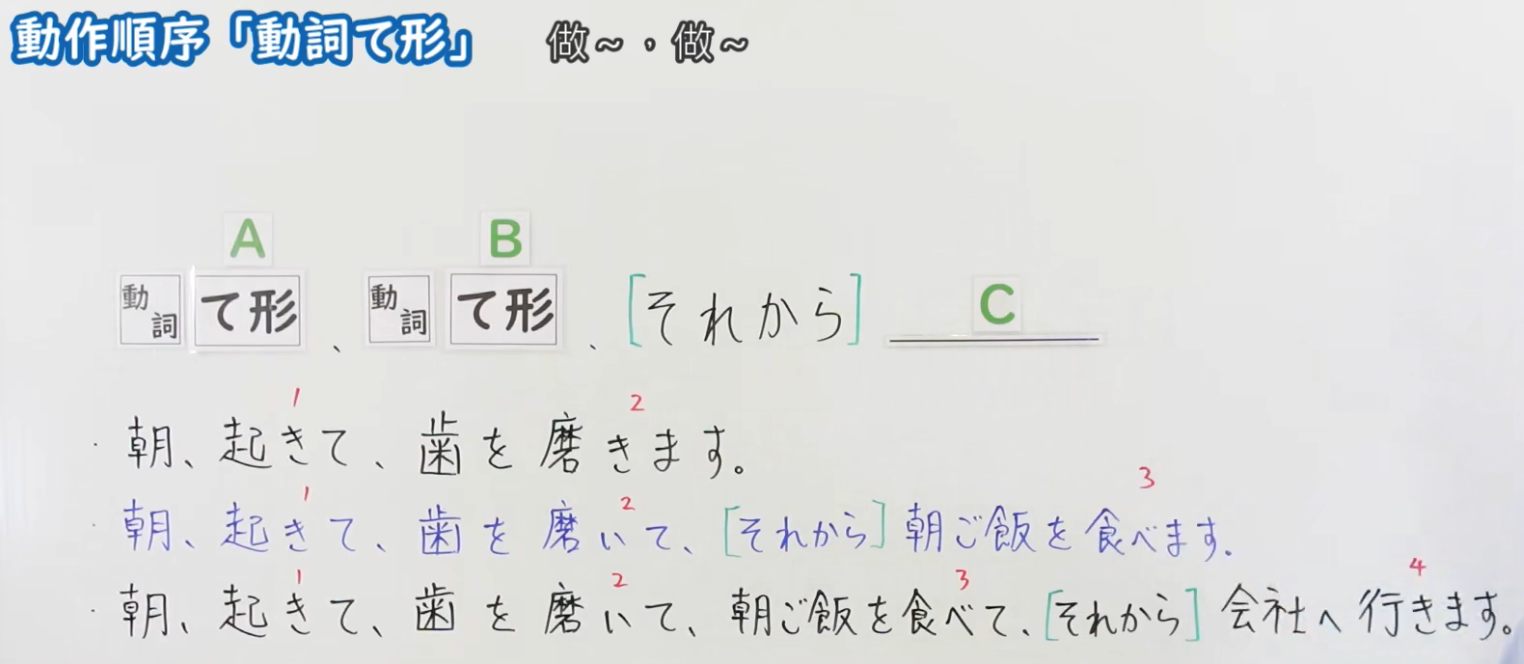 動作順序「動詞て形」 做~,做~
A B
動詞 て形 、 動詞 て形 、 [それから] C
1 2
・朝、起きて、歯を磨きます。
1 2 3
・朝、起きて、歯を磨いて、[それから]朝ご飯を食べます.
1 2 3 4
・朝、起きて、歯を磨いて、朝ご飯を食べて、[それから]会社へ行きます。